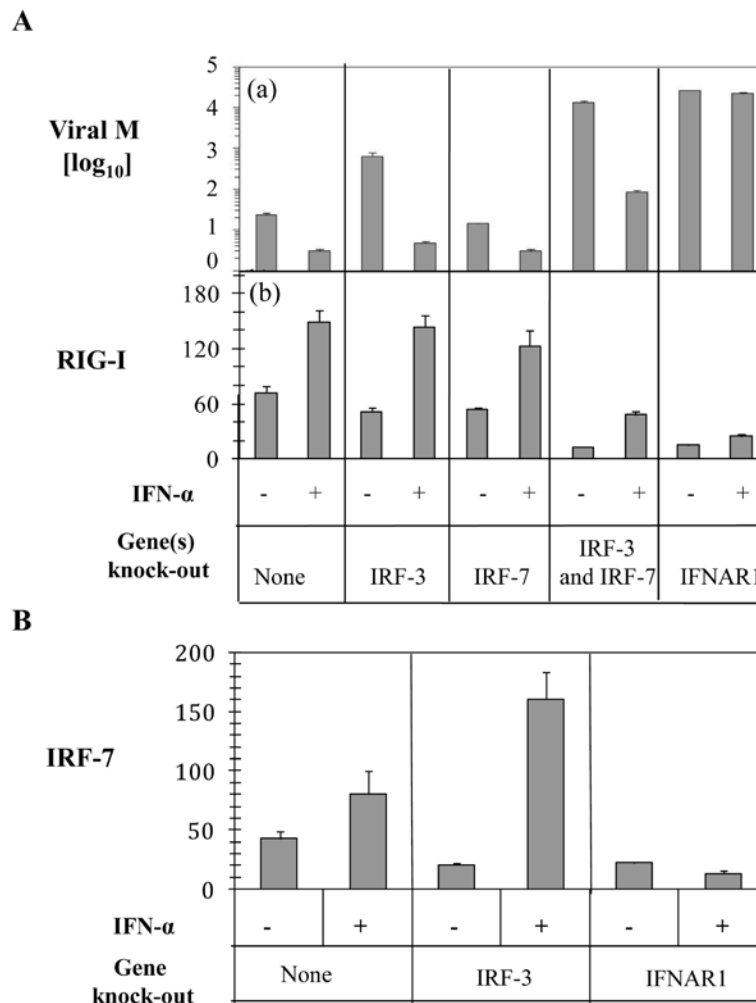 A
5
(a)
4
Viral M
3
[log10]
2
1
0
(b)
180
120
RIG-I
60
0
IFN-α - + - + - + - + - +
Gene(s)
knock-out
None IRF-3 IRF-7 IRF-3
and IRF-7 IFNAR1
B
200
150
IRF-7
100
50
0
IFN-α - + - + - +
Gene
knock-out
None IRF-3 IFNAR1